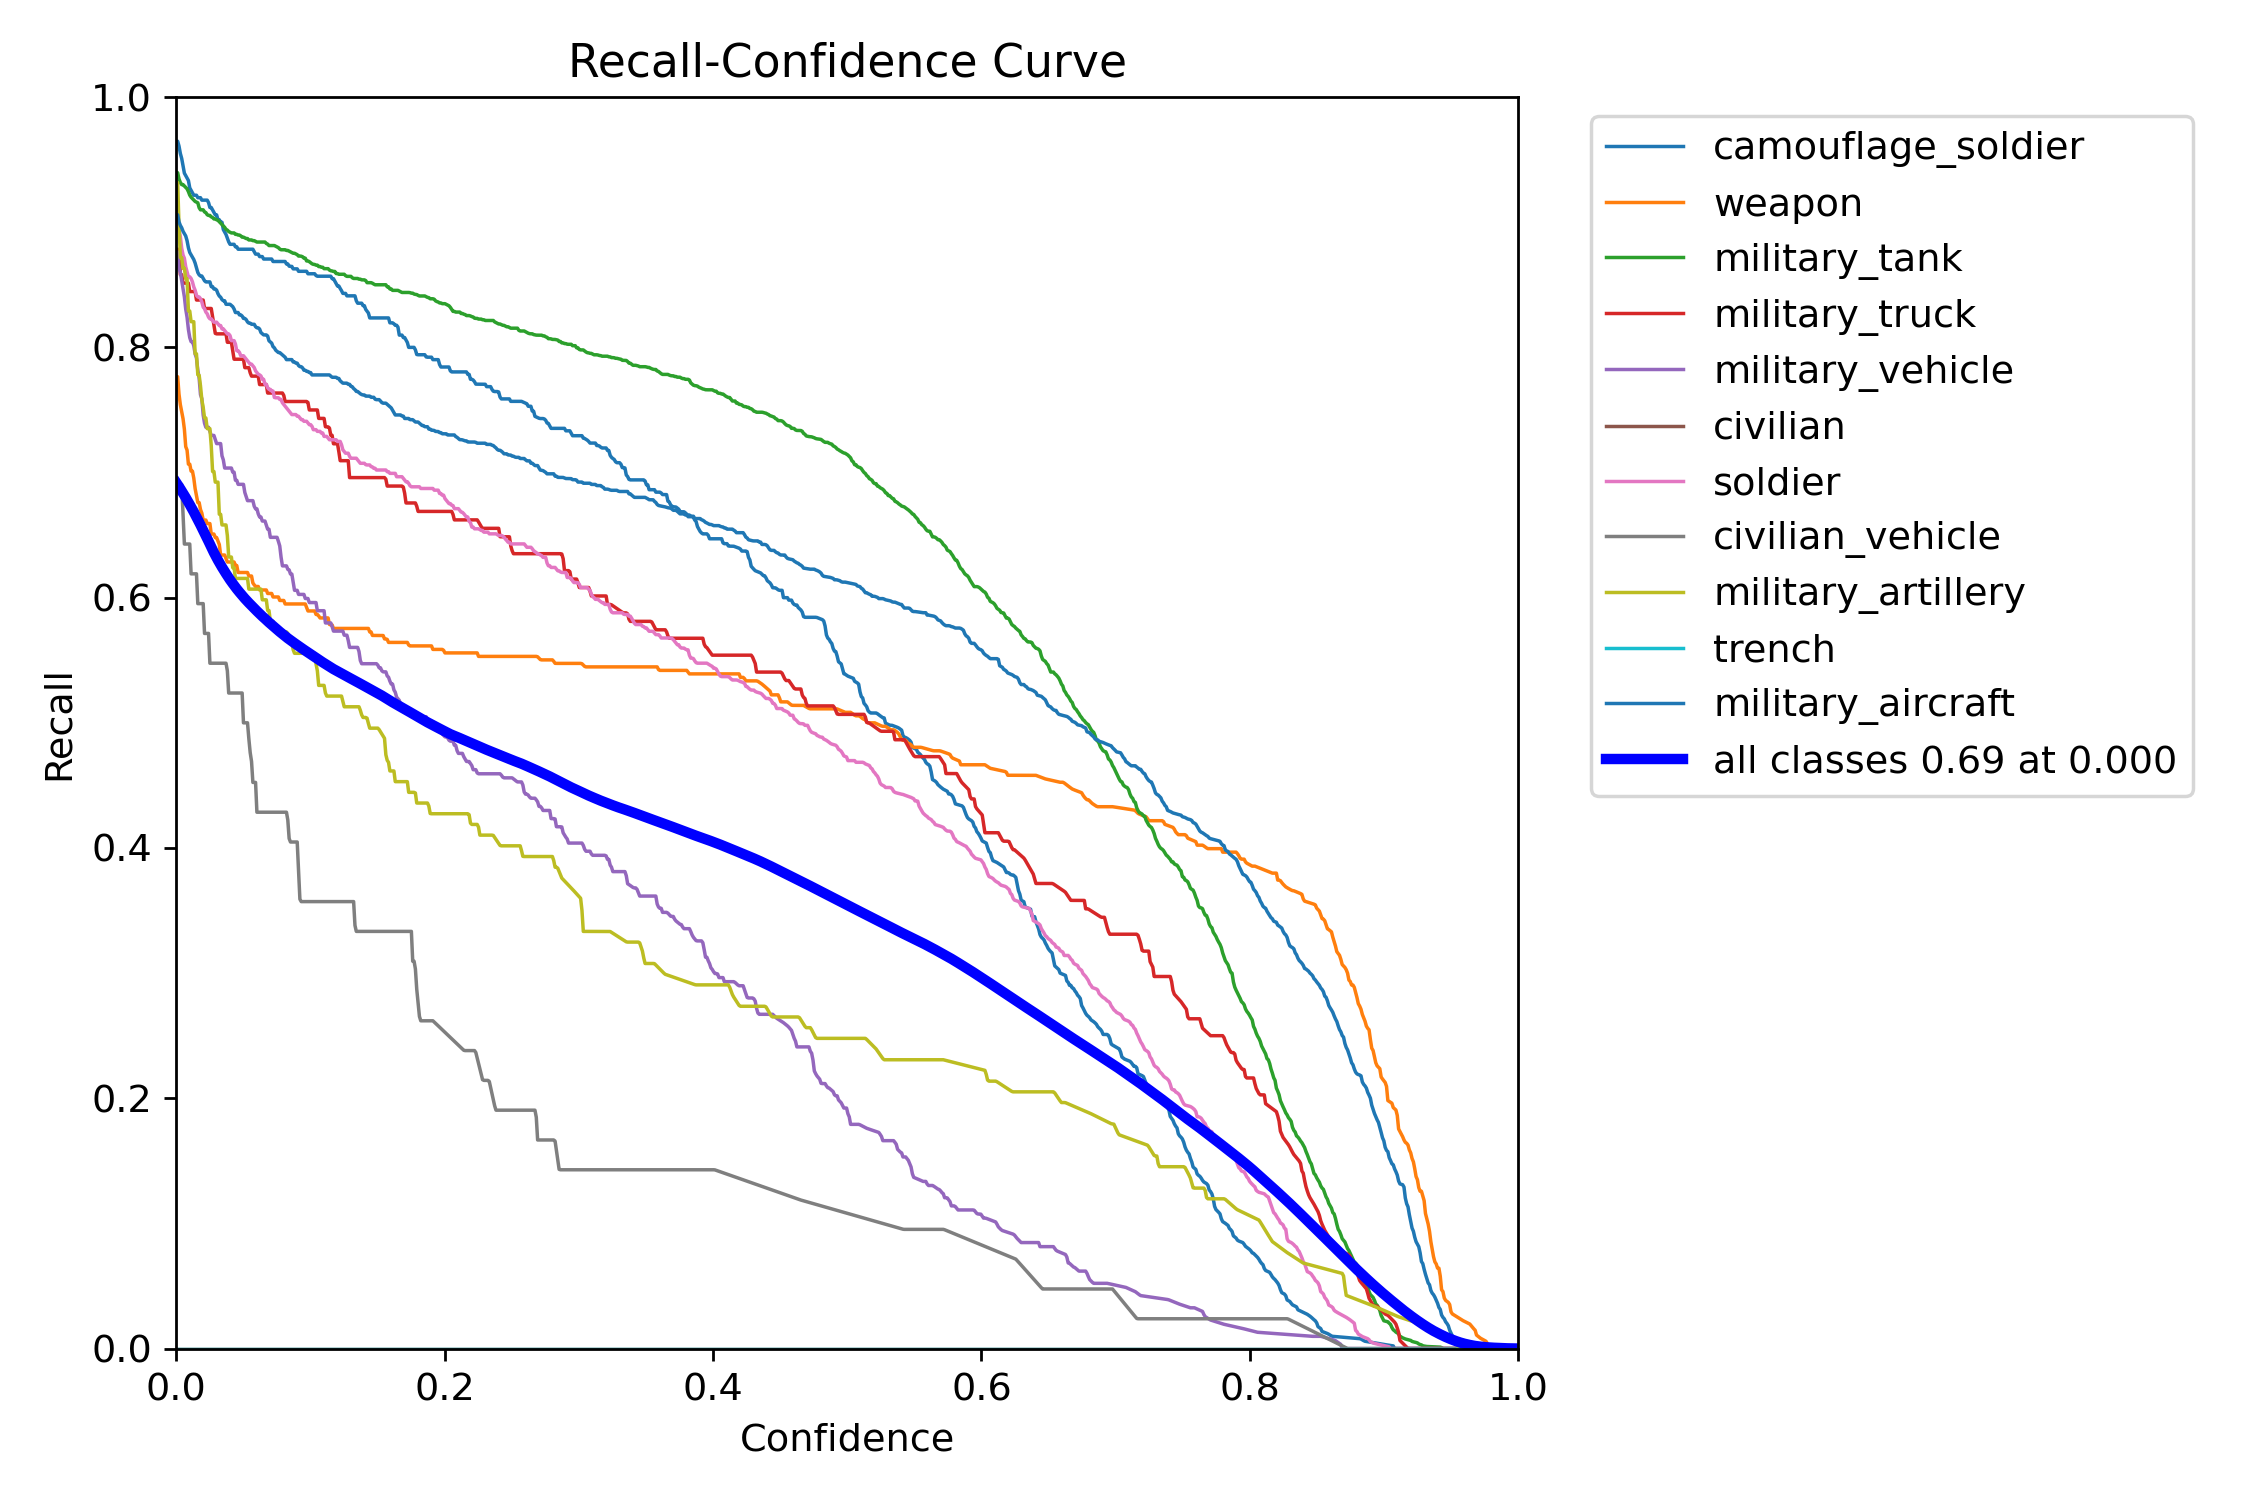 Recall-Confidence Curve
1.0
0.8
0.6
0.4
0.2
0.0
Recall
0.0 0.2 0.4 0.6 0.8 1.0
Confidence
camouflage_soldier
weapon
military_tank
military_truck
military_vehicle
civilian
soldier
civilian_vehicle
military_artillery
trench
military_aircraft
all classes 0.69 at 0.000